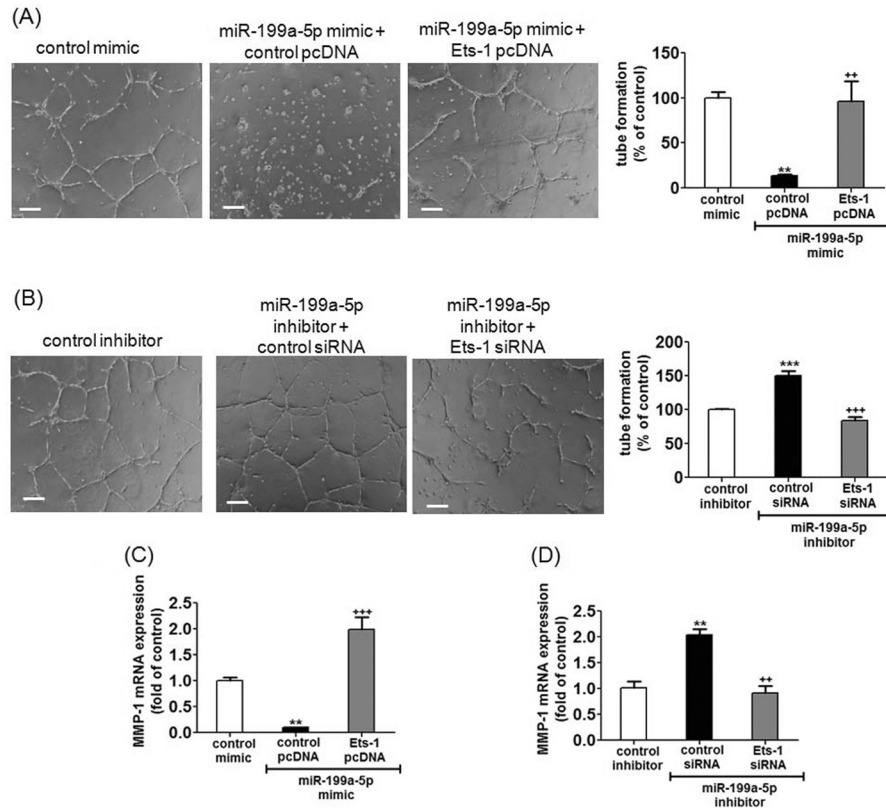 (A)
control mimic
miR-199a-5p mimic +
control pcDNA
miR-199a-5p mimic +
Ets-1 pcDNA
tube formation
(% of control)
150
100
50
0
**
++
control
mimic
control
pcDNA
Ets-1
pcDNA
miR-199a-5p
mimic
(B)
control inhibitor
miR-199a-5p
inhibitor +
control siRNA
miR-199a-5p
inhibitor +
Ets-1 siRNA
tube formation
(% of control)
200
150
100
50
0
***
+++
control
inhibitor
control
siRNA
Ets-1
siRNA
miR-199a-5p
inhibitor
(C)
MMP-1 mRNA expression
(fold of control)
2.5
2.0
1.5
1.0
0.5
0.0
**
+++
control
mimic
control
pcDNA
Ets-1
pcDNA
miR-199a-5p
mimic
(D)
MMP-1 mRNA expression
(fold of control)
2.5
2.0
1.5
1.0
0.5
0.0
**
++
control
inhibitor
control
siRNA
Ets-1
siRNA
miR-199a-5p
inhibitor